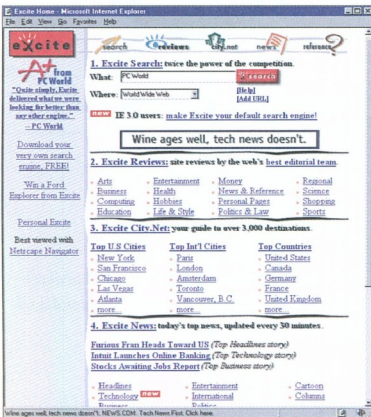 Excite Home - Microsoft Internet Explorer
File Edit View Go Favorites Help
excite
search reviews city.net news reference
A+ from
PC World
"Quite simply, Excite
delivered what we were
looking for better than
any other engine."
-- PC World
Download your
very own search
engine, FREE!
Win a Ford
Explorer from Excite
Personal Excite
Best viewed with
Netscape Navigator
1. Excite Search: twice the power of the competition.
What: PC World search
Where: World Wide Web [Help]
[Add URL]
new IE 3.0 users: make Excite your default search engine!
Wine ages well, tech news doesn't.
2. Excite Reviews: site reviews by the web's best editorial team.
Arts Entertainment Money Regional
Business Health News & Reference Science
Computing Hobbies Personal Pages Shopping
Education Life & Style Politics & Law Sports
3. Excite City.Net: your guide to over 3,000 destinations.
Top U.S Cities Top Int'l Cities Top Countries
New York Paris United States
San Francisco London Canada
Chicago Amsterdam Germany
Las Vegas Toronto France
Atlanta Vancouver, B.C. United Kingdom
more... more... more...
4. Excite News: today's top news, updated every 30 minutes.
Furious Fran Heads Toward US (Top Headlines story)
Intuit Launches Online Banking (Top Technology story)
Stocks Awaiting Jobs Report (Top Business story)
Headlines Entertainment Cartoon
Technology new International Columns
Business Politics
Wine ages well, tech news doesn't. NEWS.COM: Tech News First. Click here.